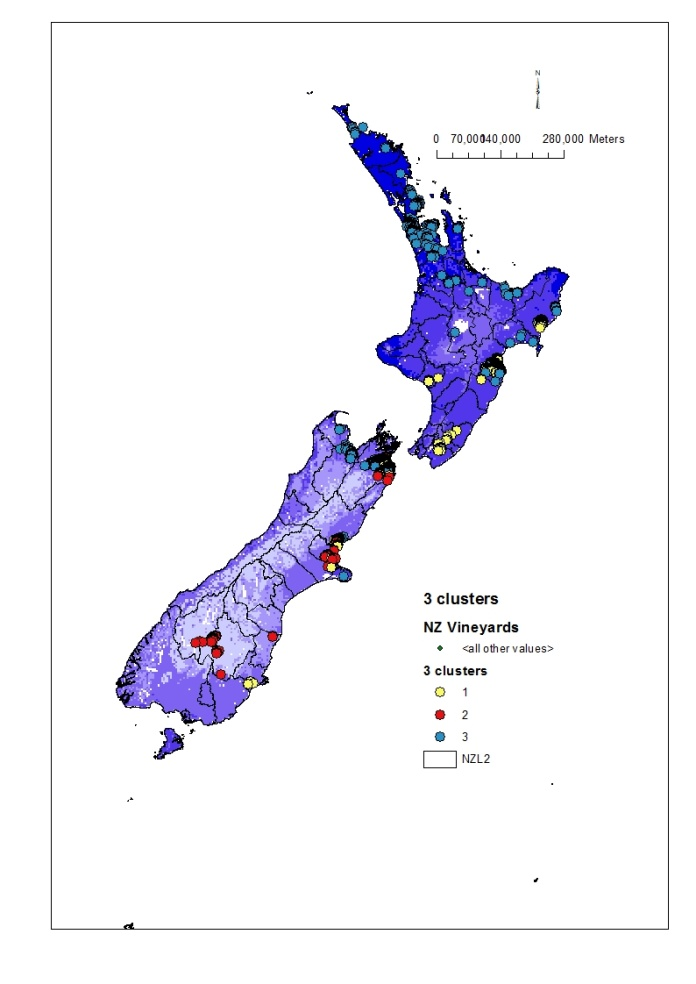 N
0 70,000140,000 280,000 Meters
3 clusters
NZ Vineyards
<all other values>
3 clusters
1
2
3
NZL2